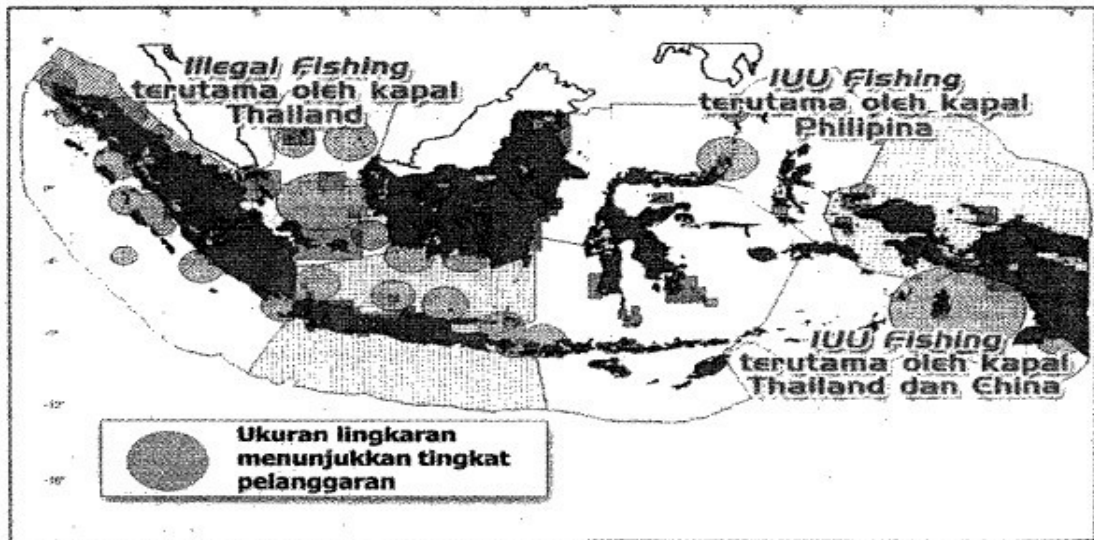 Illegal Fishing
terutama oleh kapal
Thailand
IUU Fishing
terutama oleh kapal
Philipina
IUU Fishing
terutama oleh kapal
Thailand dan China
Ukuran lingkaran
menunjukkan tingkat
pelanggaran